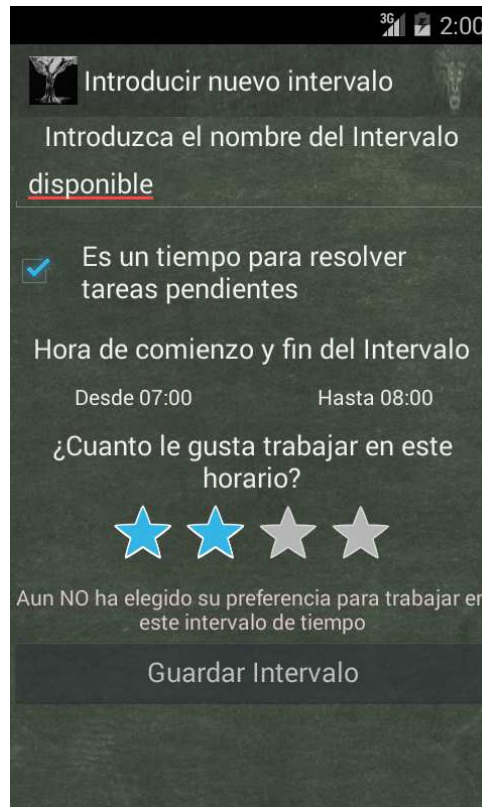 3G 2:00
Introducir nuevo intervalo
Introduzca el nombre del Intervalo
disponible
Es un tiempo para resolver
tareas pendientes
Hora de comienzo y fin del Intervalo
Desde 07:00 Hasta 08:00
¿Cuanto le gusta trabajar en este
horario?
Aun NO ha elegido su preferencia para trabajar en
este intervalo de tiempo
Guardar Intervalo